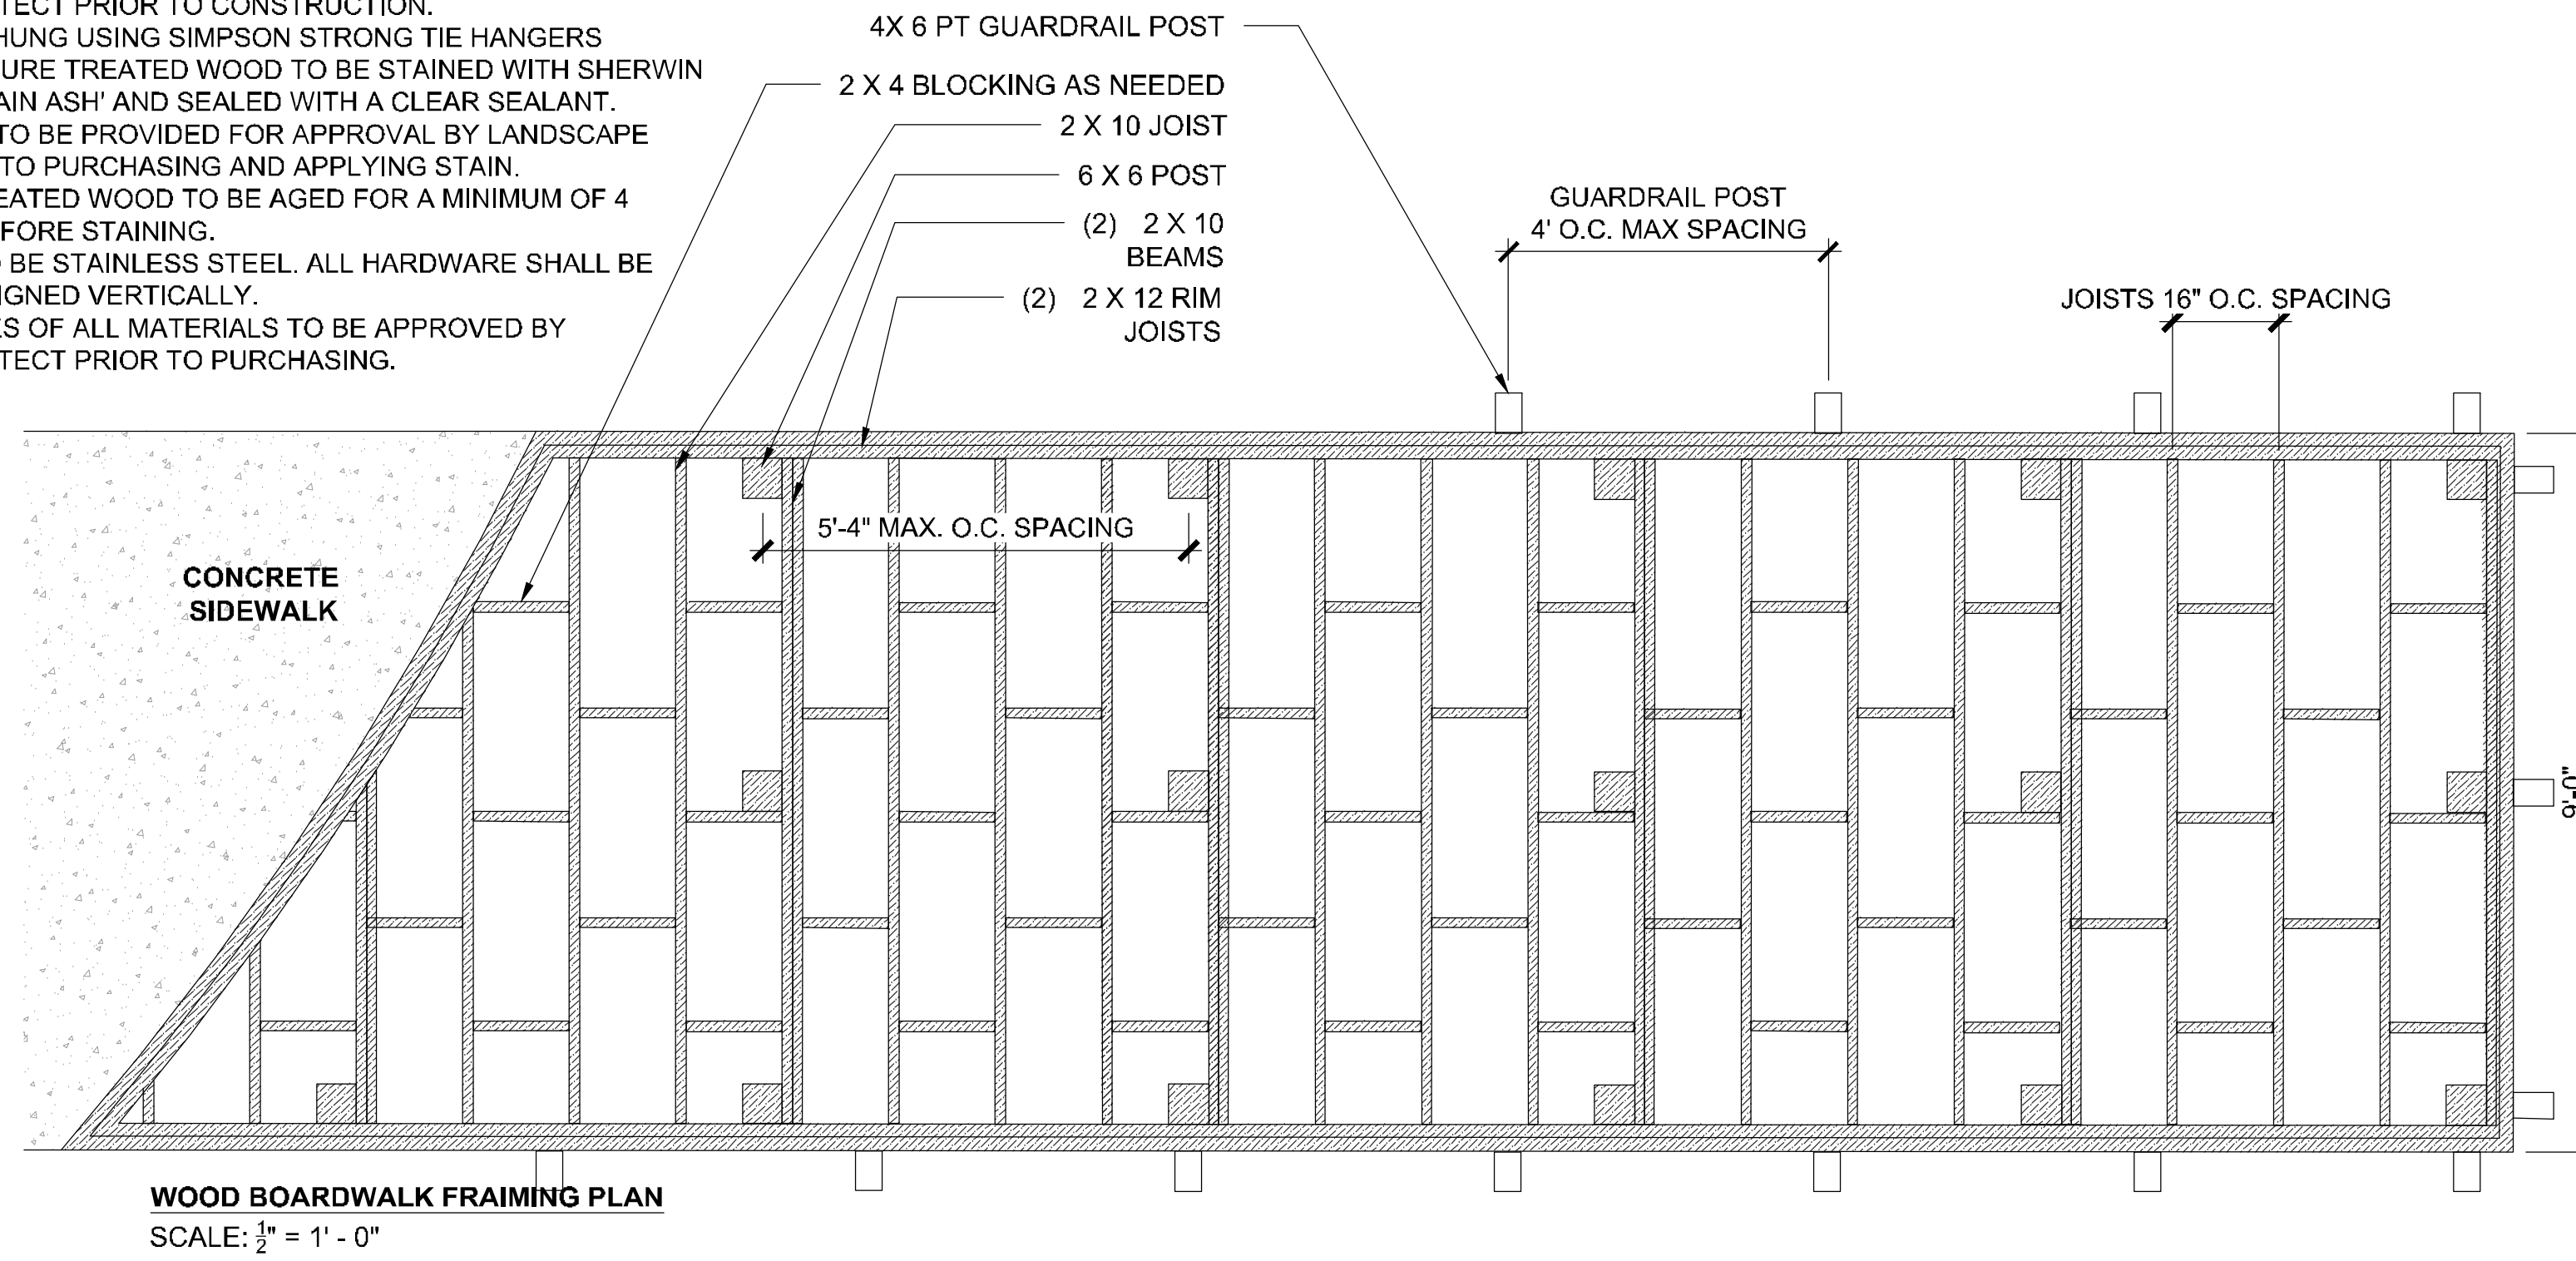 TECT PRIOR TO CONSTRUCTION.
HUNG USING SIMPSON STRONG TIE HANGERS
URE TREATED WOOD TO BE STAINED WITH SHERWIN
AIN ASH' AND SEALED WITH A CLEAR SEALANT.
TO BE PROVIDED FOR APPROVAL BY LANDSCAPE
TO PURCHASING AND APPLYING STAIN.
EATED WOOD TO BE AGED FOR A MINIMUM OF 4
FORE STAINING.
BE STAINLESS STEEL. ALL HARDWARE SHALL BE
IGNED VERTICALLY.
ES OF ALL MATERIALS TO BE APPROVED BY
TECT PRIOR TO PURCHASING.
4X 6 PT GUARDRAIL POST
2 X 4 BLOCKING AS NEEDED
2 X 10 JOIST
6 X 6 POST
(2) 2 X 10
BEAMS
(2) 2 X 12 RIM
JOISTS
GUARDRAIL POST
4' O.C. MAX SPACING
JOISTS 16" O.C. SPACING
5'-4" MAX. O.C. SPACING
CONCRETE
SIDEWALK
9'-0"
WOOD BOARDWALK FRAIMING PLAN
SCALE: ½" = 1' - 0"